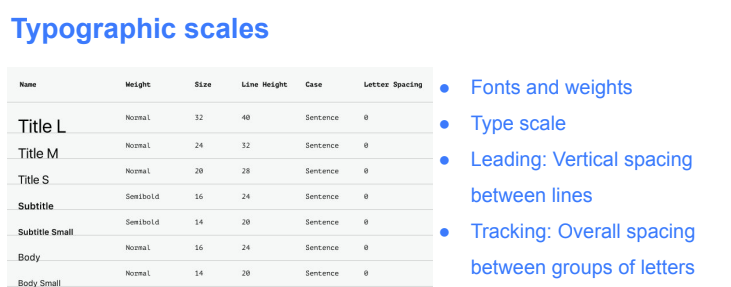 Typographic scales
Name Weight Size Line Height Case Letter Spacing
Title L Normal 32 40 Sentence 0
Title M Normal 24 32 Sentence 0
Title S Normal 20 28 Sentence 0
Subtitle Semibold 16 24 Sentence 0
Subtitle Small Semibold 14 20 Sentence 0
Body Normal 16 24 Sentence 0
Body Small Normal 14 20 Sentence 0
● Fonts and weights
● Type scale
● Leading: Vertical spacing
between lines
● Tracking: Overall spacing
between groups of letters